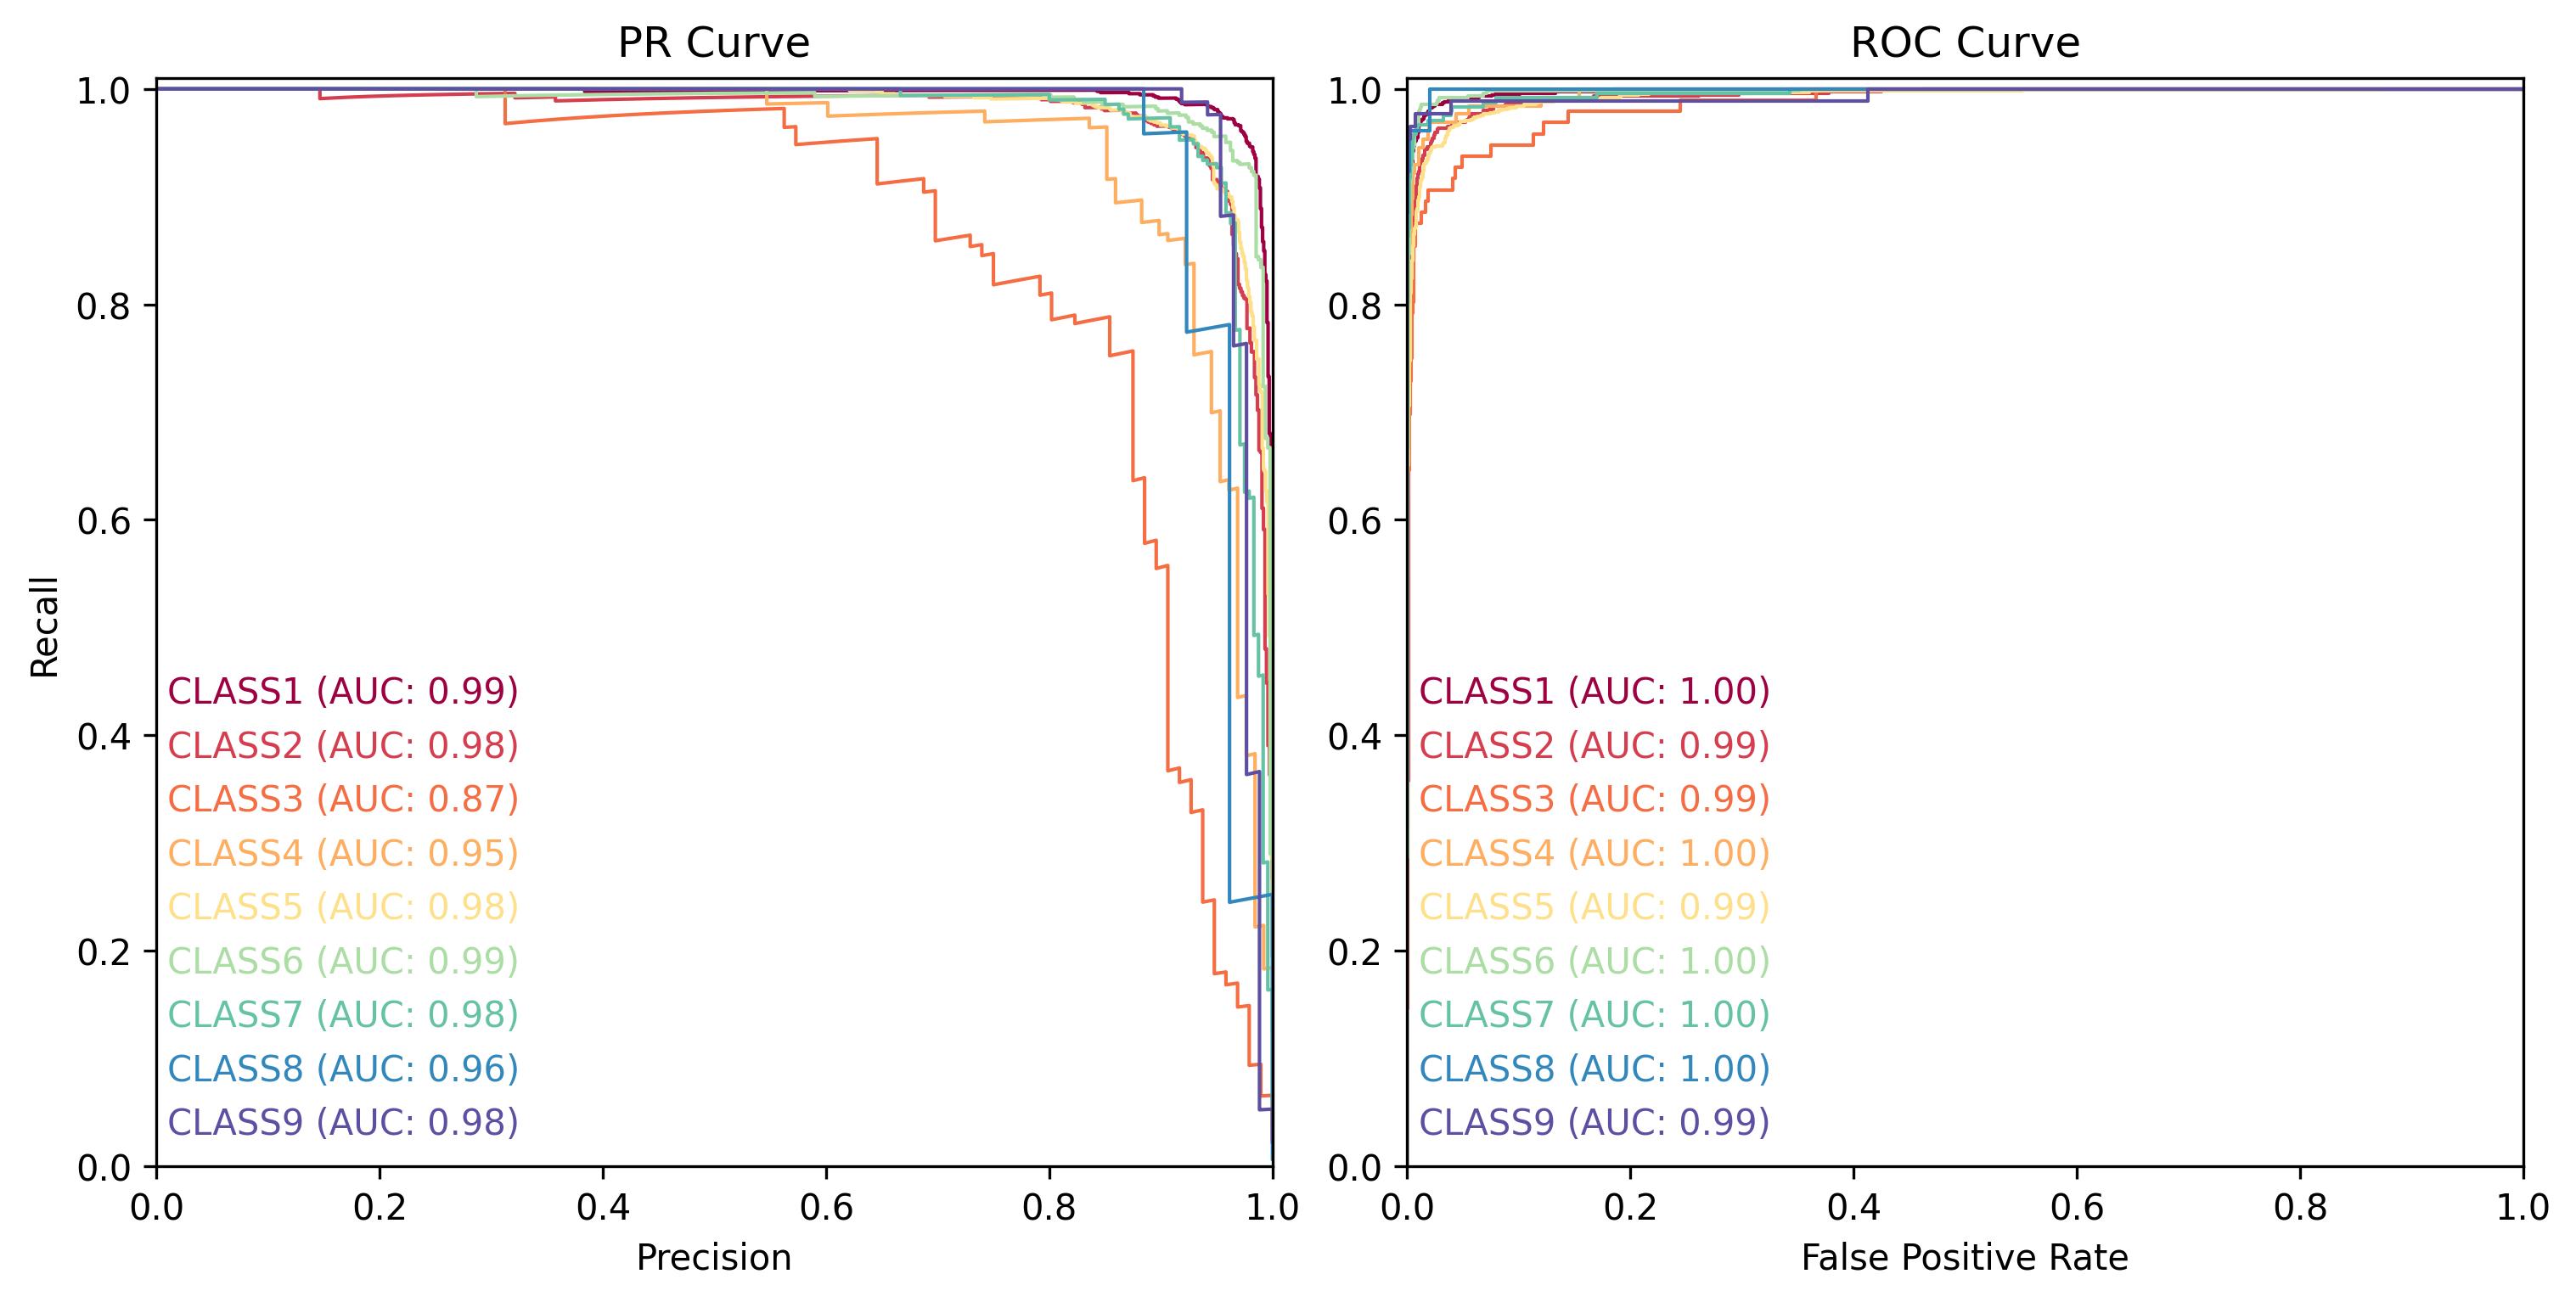 PR Curve
1.0
0.8
0.6
0.4
0.2
0.0
Recall
CLASS1 (AUC: 0.99)
CLASS2 (AUC: 0.98)
CLASS3 (AUC: 0.87)
CLASS4 (AUC: 0.95)
CLASS5 (AUC: 0.98)
CLASS6 (AUC: 0.99)
CLASS7 (AUC: 0.98)
CLASS8 (AUC: 0.96)
CLASS9 (AUC: 0.98)
0.0 0.2 0.4 0.6 0.8 1.0
Precision
ROC Curve
1.0
0.8
0.6
0.4
0.2
0.0
CLASS1 (AUC: 1.00)
CLASS2 (AUC: 0.99)
CLASS3 (AUC: 0.99)
CLASS4 (AUC: 1.00)
CLASS5 (AUC: 0.99)
CLASS6 (AUC: 1.00)
CLASS7 (AUC: 1.00)
CLASS8 (AUC: 1.00)
CLASS9 (AUC: 0.99)
0.0 0.2 0.4 0.6 0.8 1.0
False Positive Rate